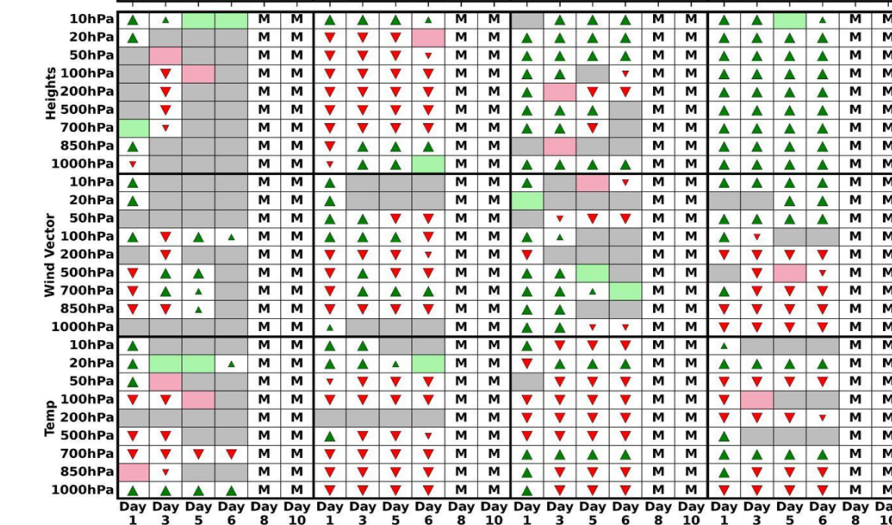 Heights
10hPa M M M M M M M M
20hPa M M M M M M M M
50hPa M M M M M M M M
100hPa M M M M M M M M
200hPa M M M M M M M M
500hPa M M M M M M M M
700hPa M M M M M M M M
850hPa M M M M M M M M
1000hPa M M M M M M M M
Wind Vector
10hPa M M M M M M M M
20hPa M M M M M M M M
50hPa M M M M M M M M
100hPa M M M M M M M M
200hPa M M M M M M M M
500hPa M M M M M M M M
700hPa M M M M M M M M
850hPa M M M M M M M M
1000hPa M M M M M M M M
Temp
10hPa M M M M M M M M
20hPa M M M M M M M M
50hPa M M M M M M M M
100hPa M M M M M M M M
200hPa M M M M M M M M
500hPa M M M M M M M M
700hPa M M M M M M M M
850hPa M M M M M M M M
1000hPa M M M M M M M M
Day Day Day Day Day Day Day Day Day Day Day Day Day Day Day Day Day Day Day Day Day Day Day Da
1 3 5 6 8 10 1 3 5 6 8 10 1 3 5 6 8 10 1 3 5 6 8 1